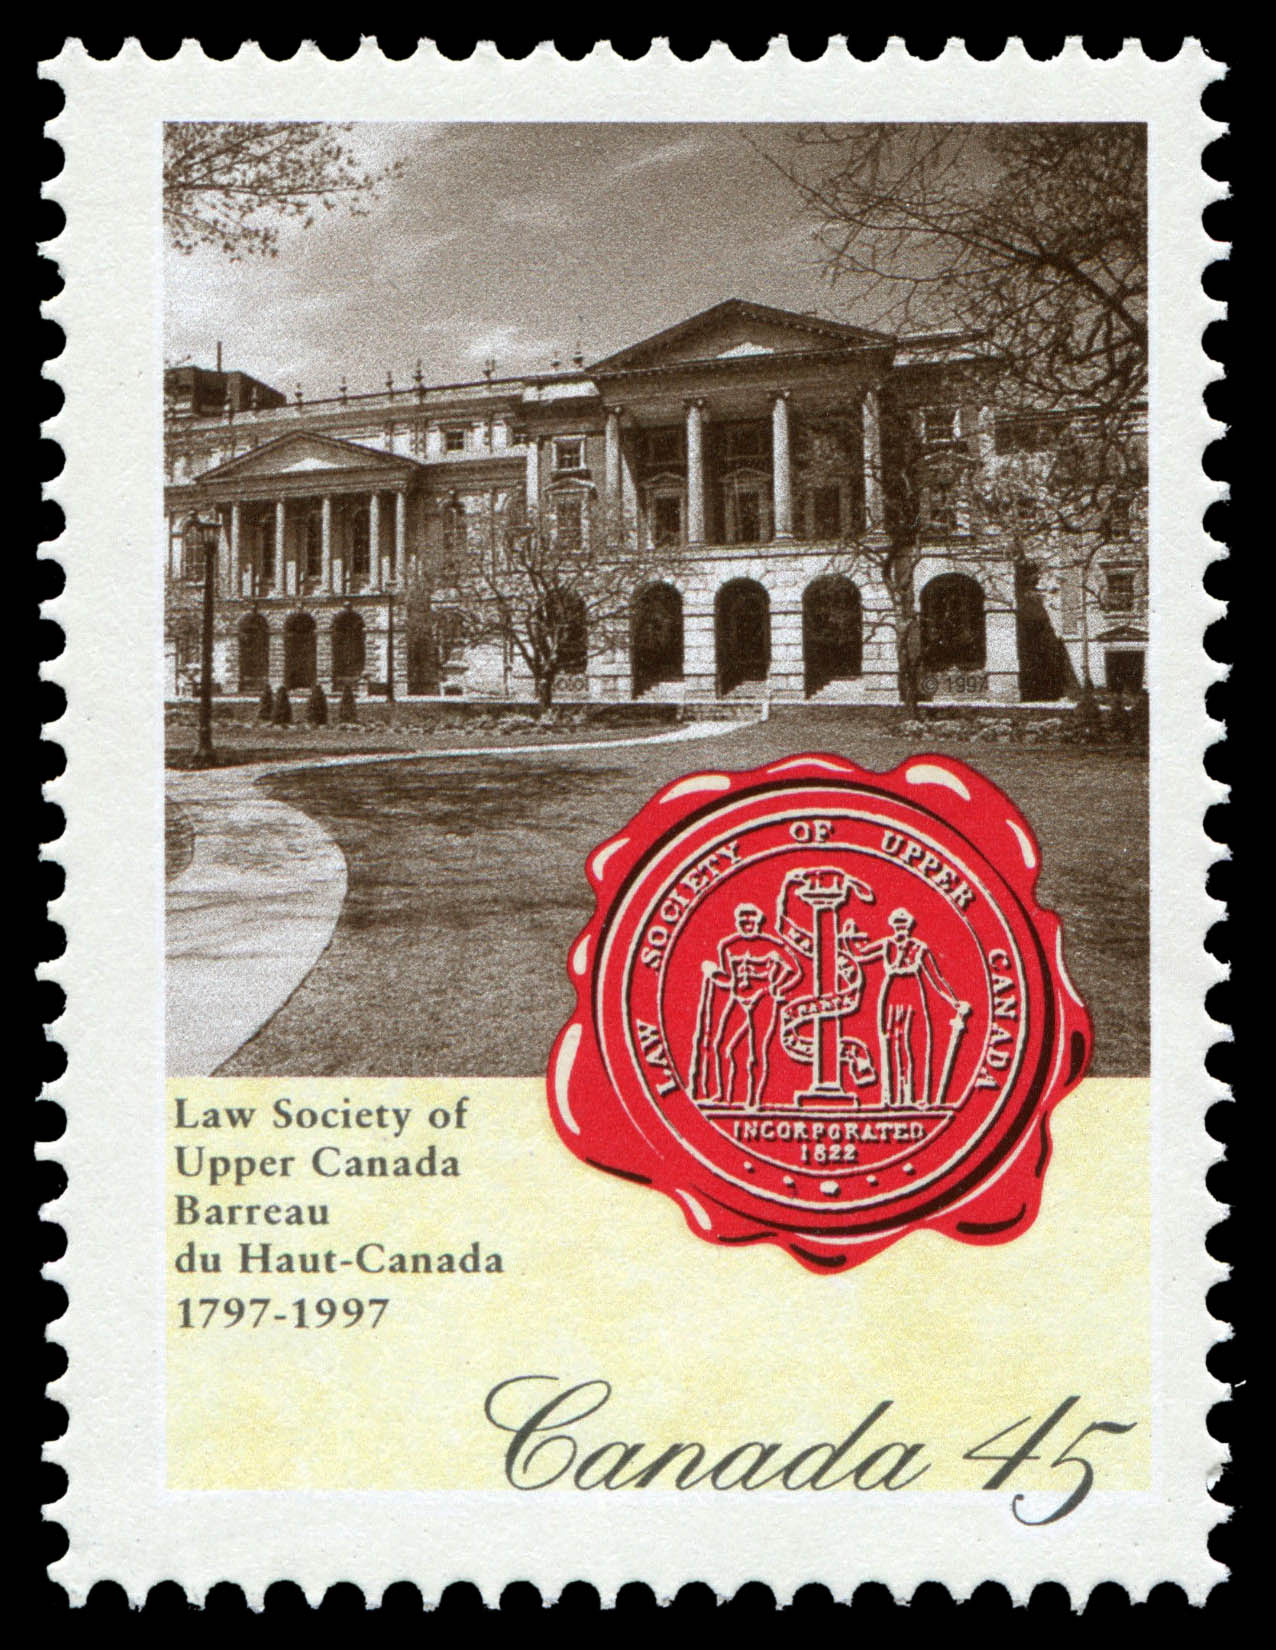 © 1997
LAW SOCIETY OF UPPER CANADA
INCORPORATED
1822
Law Society of
Upper Canada
Barreau
du Haut-Canada
1797-1997
Canada 45